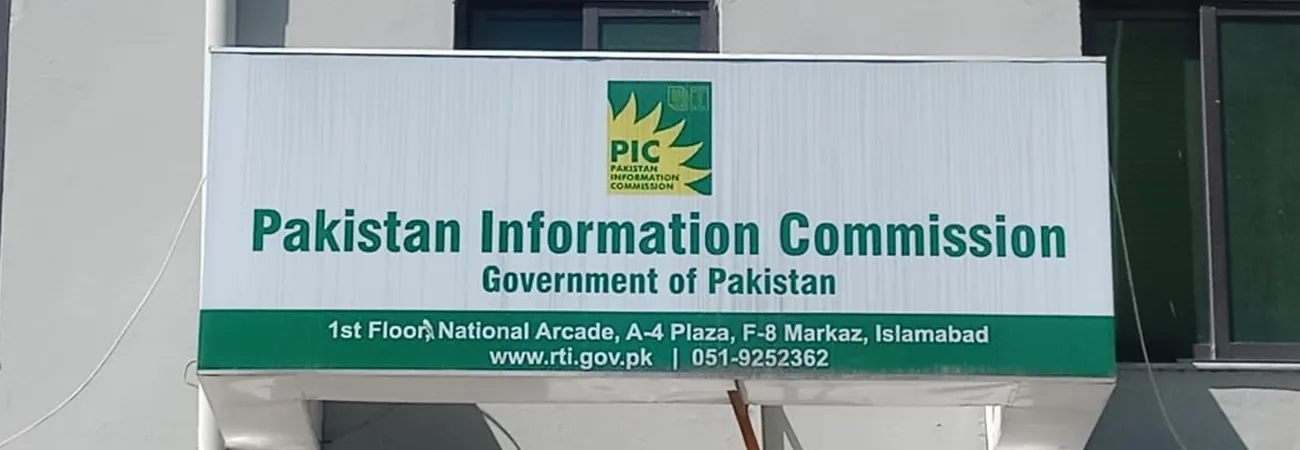 PIC
PAKISTAN
INFORMATION
COMMISSION
Pakistan Information Commission
Government of Pakistan
1st Floor, National Arcade, A-4 Plaza, F-8 Markaz, Islamabad
www.rti.gov.pk | 051-9252362